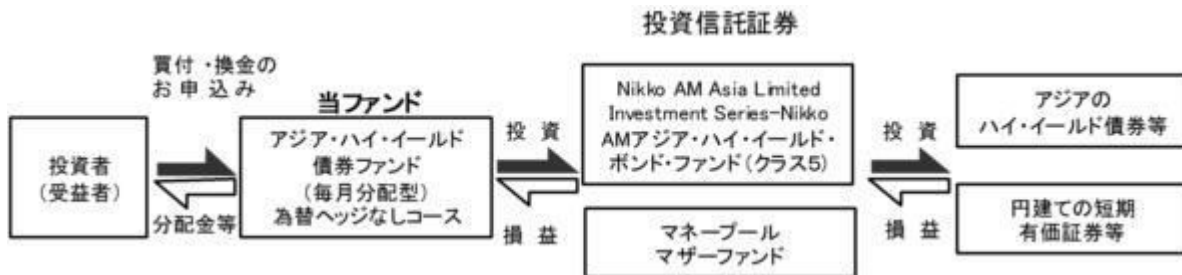 投資信託証券
買付・換金の
お申込み
当ファンド
投資者
(受益者)
分配金等
アジア・ハイ・イールド
債券ファンド
(毎月分配型)
為替ヘッジなしコース
投資
損益
Nikko AM Asia Limited
Investment Series-Nikko
AMアジア・ハイ・イールド・
ボンド・ファンド(クラス5)
マネープール
マザーファンド
投資
損益
アジアの
ハイ・イールド債券等
円建ての短期
有価証券等